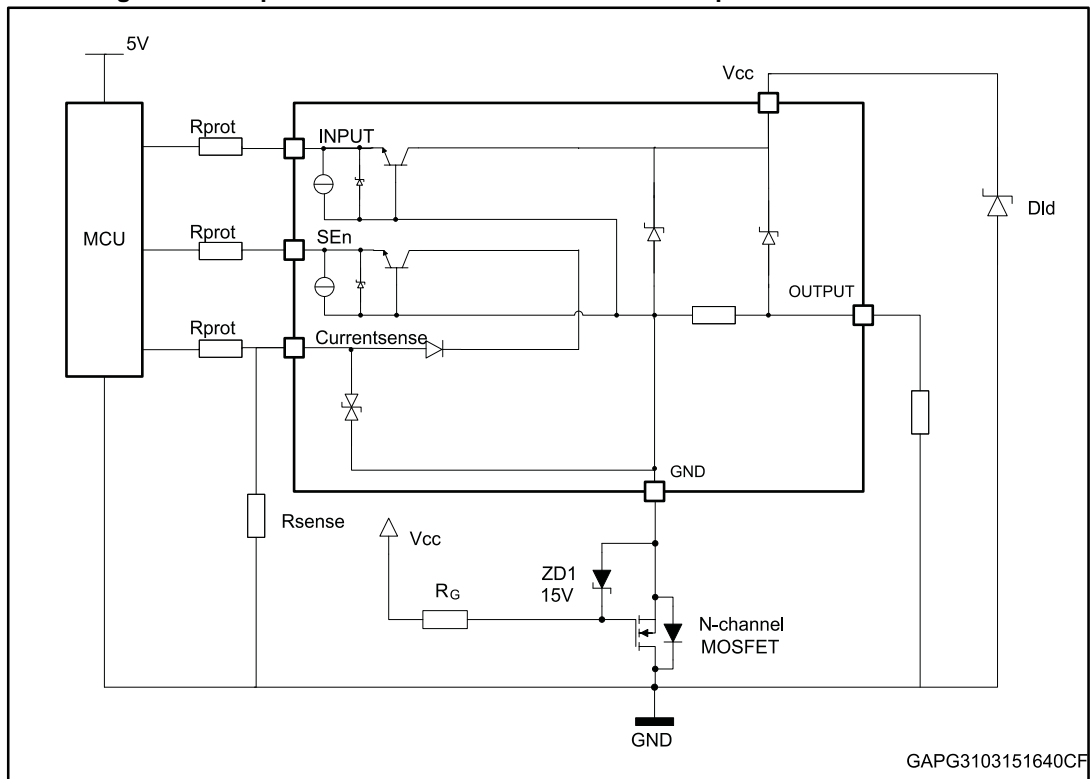 5V
Vcc
Rprot
INPUT
Dld
MCU
Rprot
SEn
OUTPUT
Rprot
Currentsense
GND
Rsense
Vcc
ZD1
15V
RG
N-channel
MOSFET
GND
GAPG3103151640CF